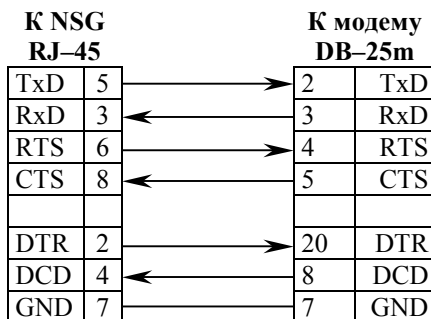 К NSG К модему
RJ–45 DB–25m
TxD 5 2 TxD
RxD 3 3 RxD
RTS 6 4 RTS
CTS 8 5 CTS
DTR 2 20 DTR
DCD 4 8 DCD
GND 7 7 GND